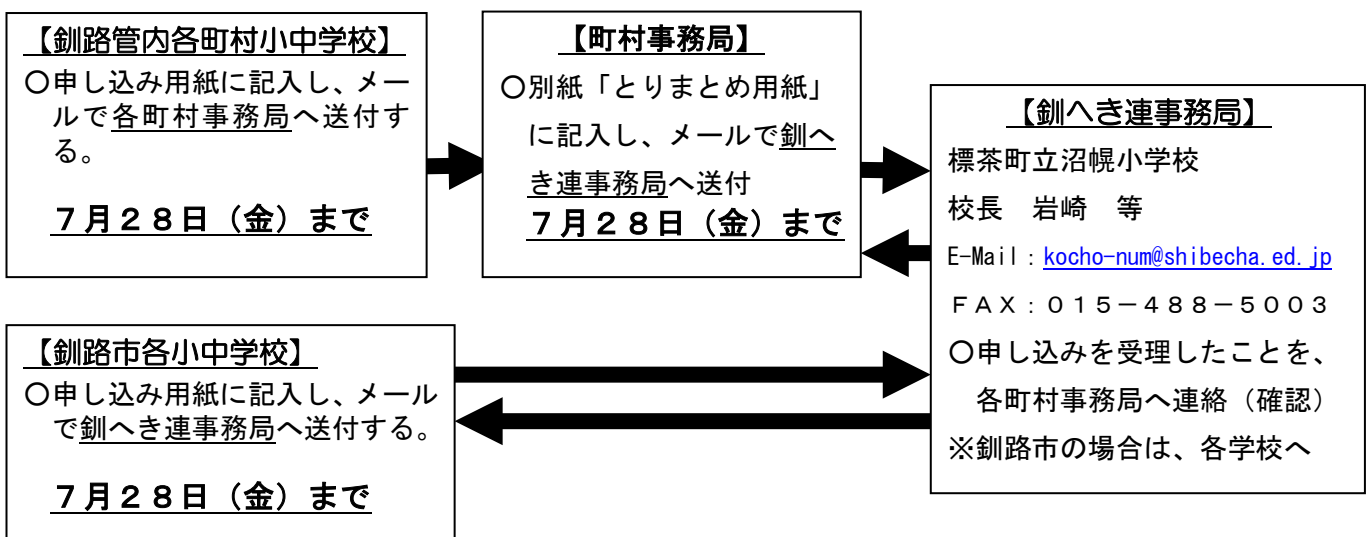 【釧路管内各町村小中学校】
〇申し込み用紙に記入し、メー
ルで各町村事務局へ送付す
る。
７月２８日（金）まで
【町村事務局】
〇別紙「とりまとめ用紙」
に記入し、メールで釧へ
き連事務局へ送付
７月２８日（金）まで
【釧へき連事務局】
標茶町立沼幌小学校
校長　岩崎　等
E-Mail：kocho-num@shibecha.ed.jp
ＦＡＸ：０１５－４８８－５００３
〇申し込みを受理したことを、
各町村事務局へ連絡（確認）
※釧路市の場合は、各学校へ
【釧路市各小中学校】
〇申し込み用紙に記入し、メール
で釧へき連事務局へ送付する。
７月２８日（金）まで